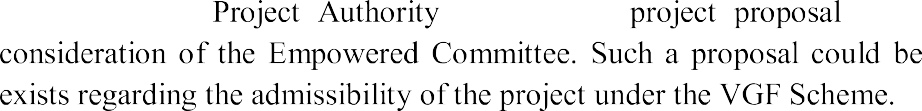 Project Authority project proposal
consideration of the Empowered Committee. Such a proposal could be
exists regarding the admissibility of the project under the VGF Scheme.